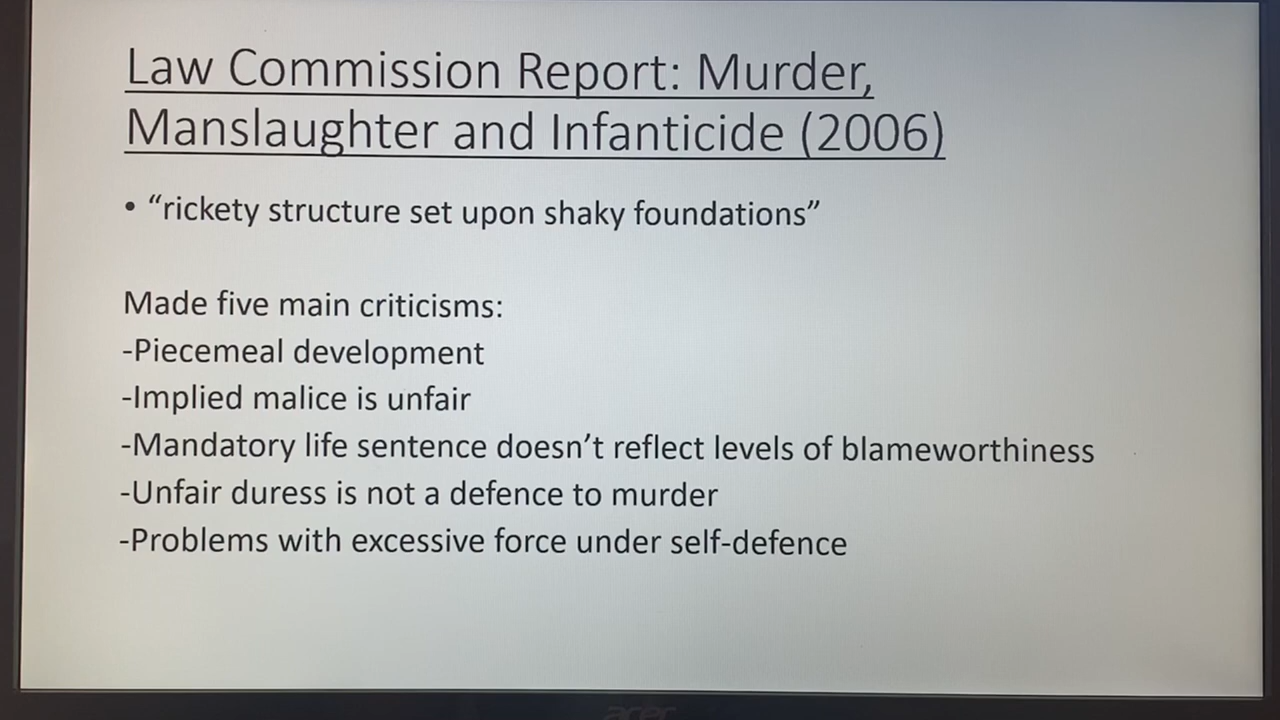 Law Commission Report: Murder,
Manslaughter and Infanticide (2006)
• “rickety structure set upon shaky foundations”
Made five main criticisms:
-Piecemeal development
-Implied malice is unfair
-Mandatory life sentence doesn’t reflect levels of blameworthiness
-Unfair duress is not a defence to murder
-Problems with excessive force under self-defence
acer